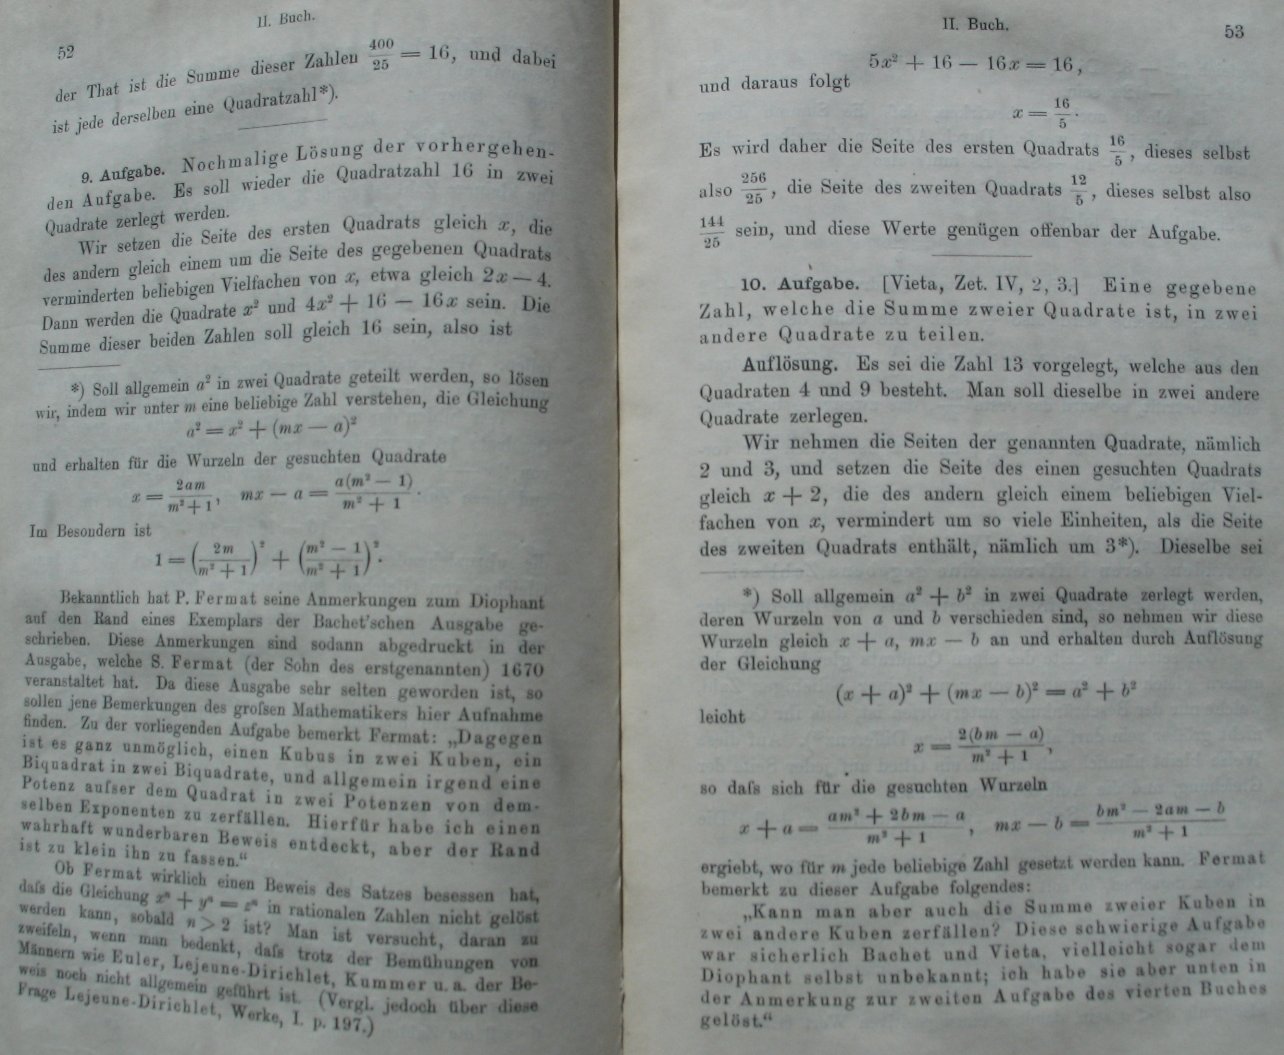 52
II. Buch.
der That ist die Summe dieser Zahlen 400/25 = 16, und dabei
ist jede derselben eine Quadratzahl*).
9. Aufgabe. Nochmalige Lösung der vorhergehen-
den Aufgabe. Es soll wieder die Quadratzahl 16 in zwei
Quadrate zerlegt werden.
Wir setzen die Seite des ersten Quadrats gleich x, die
des andern gleich einem um die Seite des gegebenen Quadrats
verminderten beliebigen Vielfachen von x, etwa gleich 2x — 4.
Dann werden die Quadrate x² und 4x² + 16 — 16x sein. Die
Summe dieser beiden Zahlen soll gleich 16 sein, also ist
*) Soll allgemein a² in zwei Quadrate geteilt werden, so lösen
wir, indem wir unter m eine beliebige Zahl verstehen, die Gleichung
a² = x² + (mx — a)²
und erhalten für die Wurzeln der gesuchten Quadrate
x = 2am/(m² + 1), mx — a = a(m² — 1)/(m² + 1).
Im Besondern ist
1 = (2m/(m² + 1))² + ((m² — 1)/(m² + 1))².
Bekanntlich hat P. Fermat seine Anmerkungen zum Diophant
auf den Rand eines Exemplars der Bachet'schen Ausgabe ge-
schrieben. Diese Anmerkungen sind sodann abgedruckt in der
Ausgabe, welche S. Fermat (der Sohn des erstgenannten) 1670
veranstaltet hat. Da diese Ausgabe sehr selten geworden ist, so
sollen jene Bemerkungen des großsen Mathematikers hier Aufnahme
finden. Zu der vorliegenden Aufgabe bemerkt Fermat: „Dagegen
ist es ganz unmöglich, einen Kubus in zwei Kuben, ein
Biquadrat in zwei Biquadrate, und allgemein irgend eine
Potenz aufser dem Quadrat in zwei Potenzen von dem-
selben Exponenten zu zerfällen. Hierfür habe ich einen
wahrhaft wunderbaren Beweis entdeckt, aber der Rand
ist zu klein ihn zu fassen.“
Ob Fermat wirklich einen Beweis des Satzes besessen hat,
dafs die Gleichung xⁿ + yⁿ = zⁿ in rationalen Zahlen nicht gelöst
werden kann, sobald n > 2 ist? Man ist versucht, daran zu
zweifeln, wenn man bedenkt, dafs trotz der Bemühungen von
Männern wie Euler, Lejeune-Dirichlet, Kummer u. a. der Be-
weis noch nicht allgemein geführt ist. (Vergl. jedoch über diese
Frage Lejeune-Dirichlet, Werke, I. p. 197.)
II. Buch.
53
5x² + 16 — 16x = 16,
und daraus folgt
x = 16/5.
Es wird daher die Seite des ersten Quadrats 16/5, dieses selbst
also 256/25, die Seite des zweiten Quadrats 12/5, dieses selbst also
144/25 sein, und diese Werte genügen offenbar der Aufgabe.
10. Aufgabe. [Vieta, Zet. IV, 2, 3.] Eine gegebene
Zahl, welche die Summe zweier Quadrate ist, in zwei
andere Quadrate zu teilen.
Auflösung. Es sei die Zahl 13 vorgelegt, welche aus den
Quadraten 4 und 9 besteht. Man soll dieselbe in zwei andere
Quadrate zerlegen.
Wir nehmen die Seiten der genannten Quadrate, nämlich
2 und 3, und setzen die Seite des einen gesuchten Quadrats
gleich x + 2, die des andern gleich einem beliebigen Viel-
fachen von x, vermindert um so viele Einheiten, als die Seite
des zweiten Quadrats enthält, nämlich um 3*). Dieselbe sei
*) Soll allgemein a² + b² in zwei Quadrate zerlegt werden,
deren Wurzeln von a und b verschieden sind, so nehmen wir diese
Wurzeln gleich x + a, mx — b an und erhalten durch Auflösung
der Gleichung
(x + a)² + (mx — b)² = a² + b²
leicht
x = 2(bm — a)/(m² + 1),
so dafs sich für die gesuchten Wurzeln
x + a = (am² + 2bm — a)/(m² + 1), mx — b = (bm² — 2am — b)/(m² + 1)
ergiebt, wo für m jede beliebige Zahl gesetzt werden kann. Fermat
bemerkt zu dieser Aufgabe folgendes:
„Kann man aber auch die Summe zweier Kuben in
zwei andere Kuben zerfällen? Diese schwierige Aufgabe
war sicherlich Bachet und Vieta, vielleicht sogar dem
Diophant selbst unbekannt; ich habe sie aber unten in
der Anmerkung zur zweiten Aufgabe des vierten Buches
gelöst.“